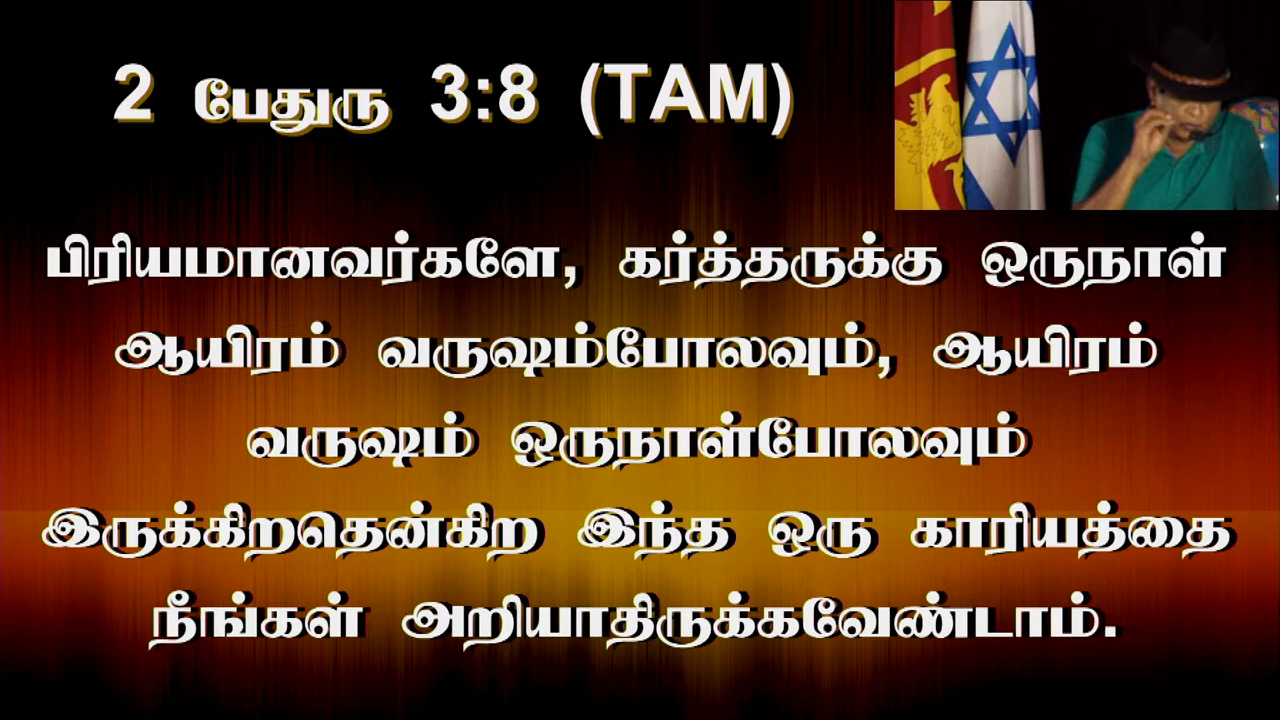 2 பேதுரு 3:8 (TAM)
பிரியமானவர்களே, கர்த்தருக்கு ஒருநாள்
ஆயிரம் வருஷம்போலவும், ஆயிரம்
வருஷம் ஒருநாள்போலவும்
இருக்கிறதென்கிற இந்த ஒரு காரியத்தை
நீங்கள் அறியாதிருக்கவேண்டாம்.